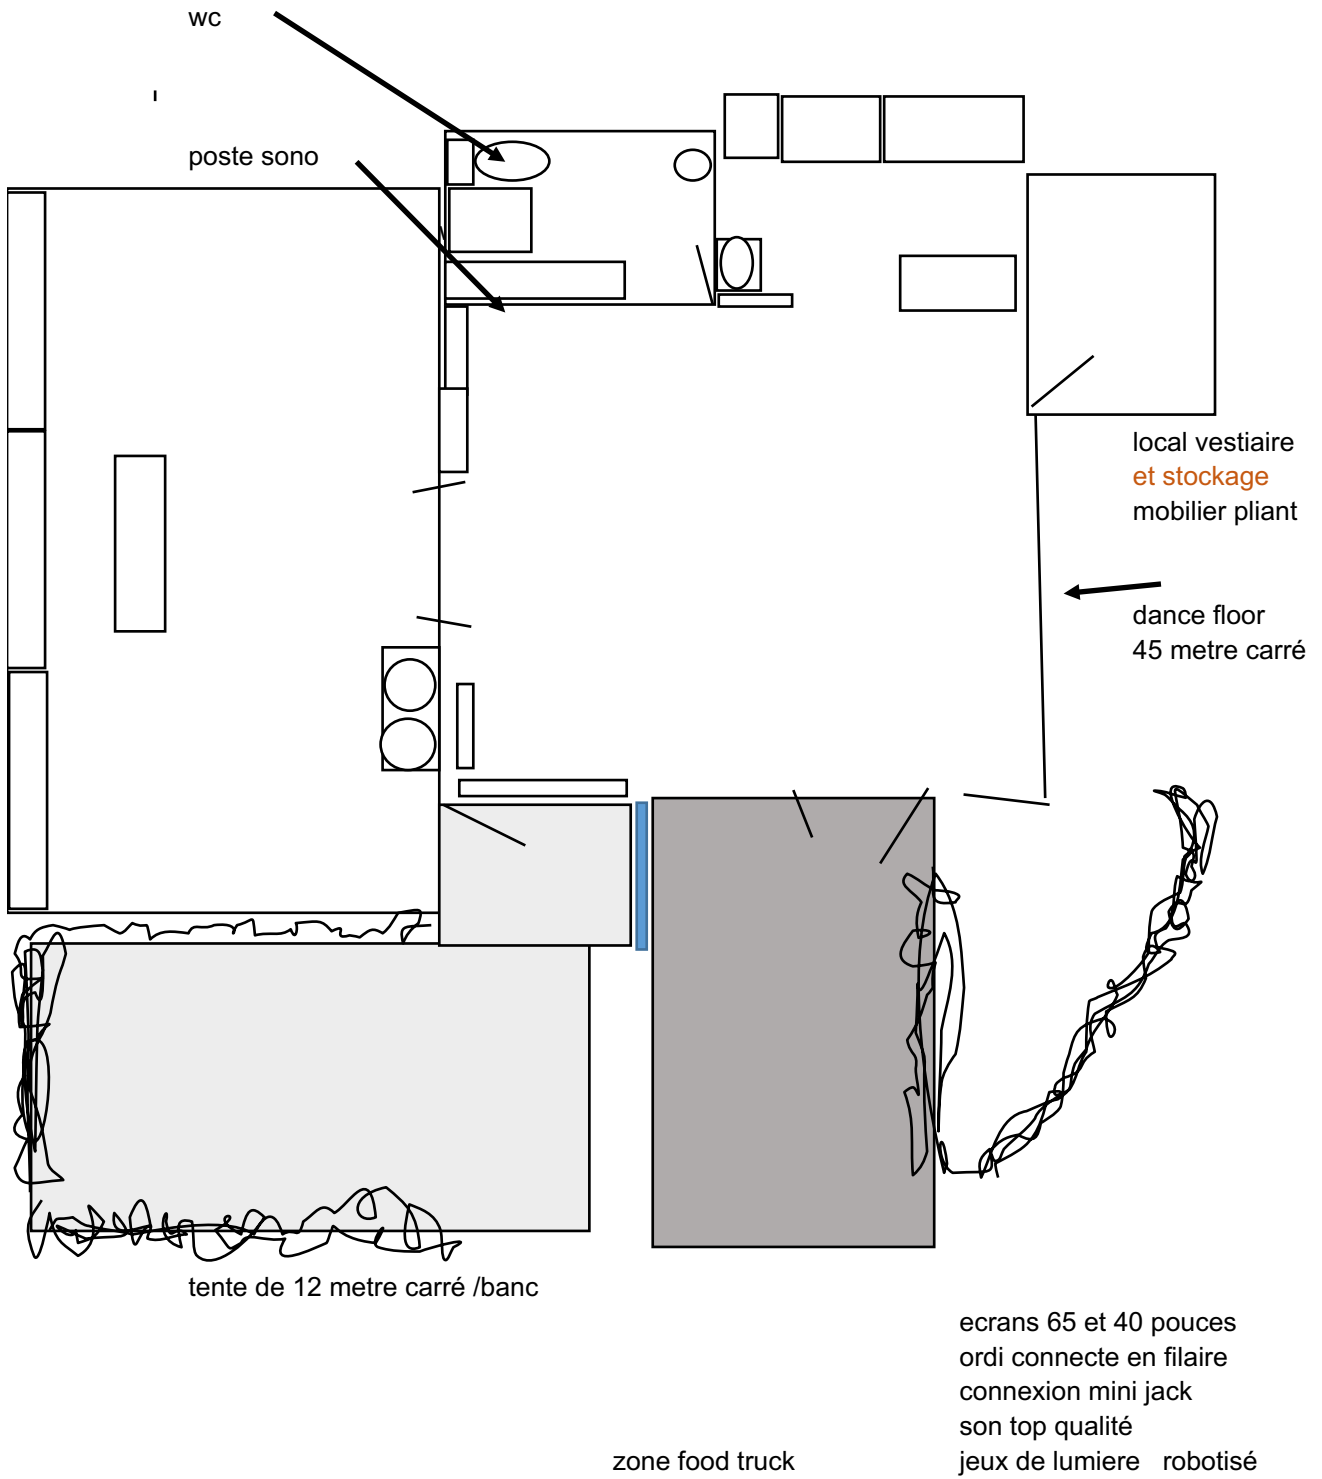 wc
poste sono
local vestiaire
et stockage
mobilier pliant
dance floor
45 metre carré
tente de 12 metre carré /banc
ecrans 65 et 40 pouces
ordi connecte en filaire
connexion mini jack
son top qualité
zone food truck
jeux de lumiere robotisé